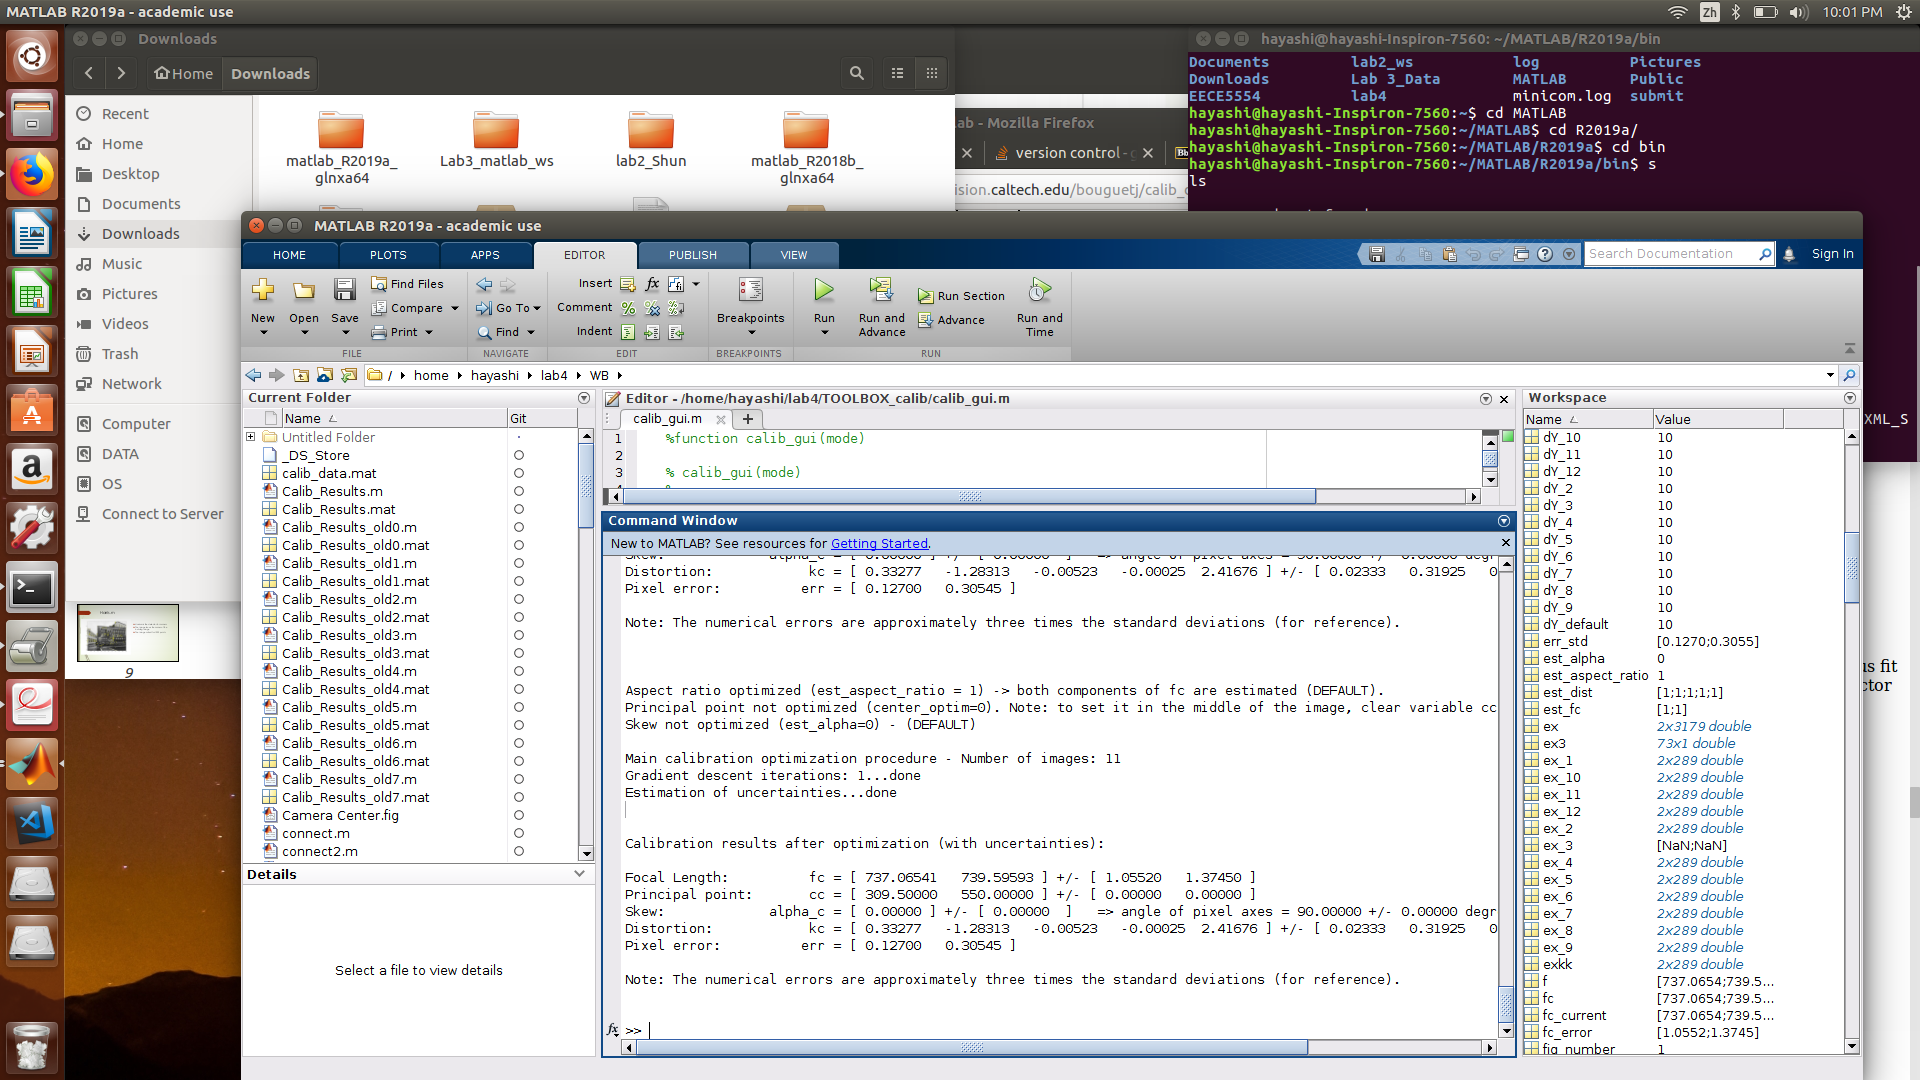 MATLAB R2019a - academic use
Zh
10:01 PM
Downloads
Home
Downloads
Recent
Home
Desktop
Documents
Downloads
Music
Pictures
Videos
Trash
Network
Computer
DATA
OS
Connect to Server
matlab_R2019a_
glnxa64
Lab3_matlab_ws
lab2_Shun
matlab_R2018b_
glnxa64
9
ab - Mozilla Firefox
version control - g
Bb
ision.caltech.edu/bouguetj/calib_
hayashi@hayashi-Inspiron-7560: ~/MATLAB/R2019a/bin
Documents lab2_ws log Pictures
Downloads Lab 3_Data MATLAB Public
EECE5554 lab4 minicom.log submit
hayashi@hayashi-Inspiron-7560:~$ cd MATLAB
hayashi@hayashi-Inspiron-7560:~/MATLAB$ cd R2019a/
hayashi@hayashi-Inspiron-7560:~/MATLAB/R2019a$ cd bin
hayashi@hayashi-Inspiron-7560:~/MATLAB/R2019a/bin$ s
ls
XML_S
s fit
ctor
MATLAB R2019a - academic use
HOME PLOTS APPS EDITOR PUBLISH VIEW
Search Documentation
Sign In
New
Open
Save
Find Files
Compare
Print
FILE
Go To
Find
NAVIGATE
Insert
fx
Comment
Indent
EDIT
Breakpoints
BREAKPOINTS
Run
Run and
Advance
Run Section
Advance
Run and
Time
RUN
/ home hayashi lab4 WB
Current Folder
Name Git
Untitled Folder
_DS_Store
calib_data.mat
Calib_Results.m
Calib_Results.mat
Calib_Results_old0.m
Calib_Results_old0.mat
Calib_Results_old1.m
Calib_Results_old1.mat
Calib_Results_old2.m
Calib_Results_old2.mat
Calib_Results_old3.m
Calib_Results_old3.mat
Calib_Results_old4.m
Calib_Results_old4.mat
Calib_Results_old5.m
Calib_Results_old5.mat
Calib_Results_old6.m
Calib_Results_old6.mat
Calib_Results_old7.m
Calib_Results_old7.mat
Camera Center.fig
connect.m
connect2.m
Details
Select a file to view details
Editor - /home/hayashi/lab4/TOOLBOX_calib/calib_gui.m
calib_gui.m
1 %function calib_gui(mode)
2
3 % calib_gui(mode)
Command Window
New to MATLAB? See resources for Getting Started.
Skew: alpha_c = [ 0.00000 ] +/- [ 0.00000 ] => angle of pixel axes = 90.00000 +/- 0.00000 degr
Distortion: kc = [ 0.33277 -1.28313 -0.00523 -0.00025 2.41676 ] +/- [ 0.02333 0.31925 0
Pixel error: err = [ 0.12700 0.30545 ]
Note: The numerical errors are approximately three times the standard deviations (for reference).
Aspect ratio optimized (est_aspect_ratio = 1) -> both components of fc are estimated (DEFAULT).
Principal point not optimized (center_optim=0). Note: to set it in the middle of the image, clear variable cc
Skew not optimized (est_alpha=0) - (DEFAULT)
Main calibration optimization procedure - Number of images: 11
Gradient descent iterations: 1...done
Estimation of uncertainties...done
Calibration results after optimization (with uncertainties):
Focal Length: fc = [ 737.06541 739.59593 ] +/- [ 1.05520 1.37450 ]
Principal point: cc = [ 309.50000 550.00000 ] +/- [ 0.00000 0.00000 ]
Skew: alpha_c = [ 0.00000 ] +/- [ 0.00000 ] => angle of pixel axes = 90.00000 +/- 0.00000 degr
Distortion: kc = [ 0.33277 -1.28313 -0.00523 -0.00025 2.41676 ] +/- [ 0.02333 0.31925 0
Pixel error: err = [ 0.12700 0.30545 ]
Note: The numerical errors are approximately three times the standard deviations (for reference).
fx >>
Workspace
Name Value
dY_10 10
dY_11 10
dY_12 10
dY_2 10
dY_3 10
dY_4 10
dY_5 10
dY_6 10
dY_7 10
dY_8 10
dY_9 10
dY_default 10
err_std [0.1270;0.3055]
est_alpha 0
est_aspect_ratio 1
est_dist [1;1;1;1;1]
est_fc [1;1]
ex 2x3179 double
ex3 73x1 double
ex_1 2x289 double
ex_10 2x289 double
ex_11 2x289 double
ex_12 2x289 double
ex_2 2x289 double
ex_3 [NaN;NaN]
ex_4 2x289 double
ex_5 2x289 double
ex_6 2x289 double
ex_7 2x289 double
ex_8 2x289 double
ex_9 2x289 double
exkk 2x289 double
f [737.0654;739.5...
fc [737.0654;739.5...
fc_current [737.0654;739.5...
fc_error [1.0552;1.3745]
fig_number 1